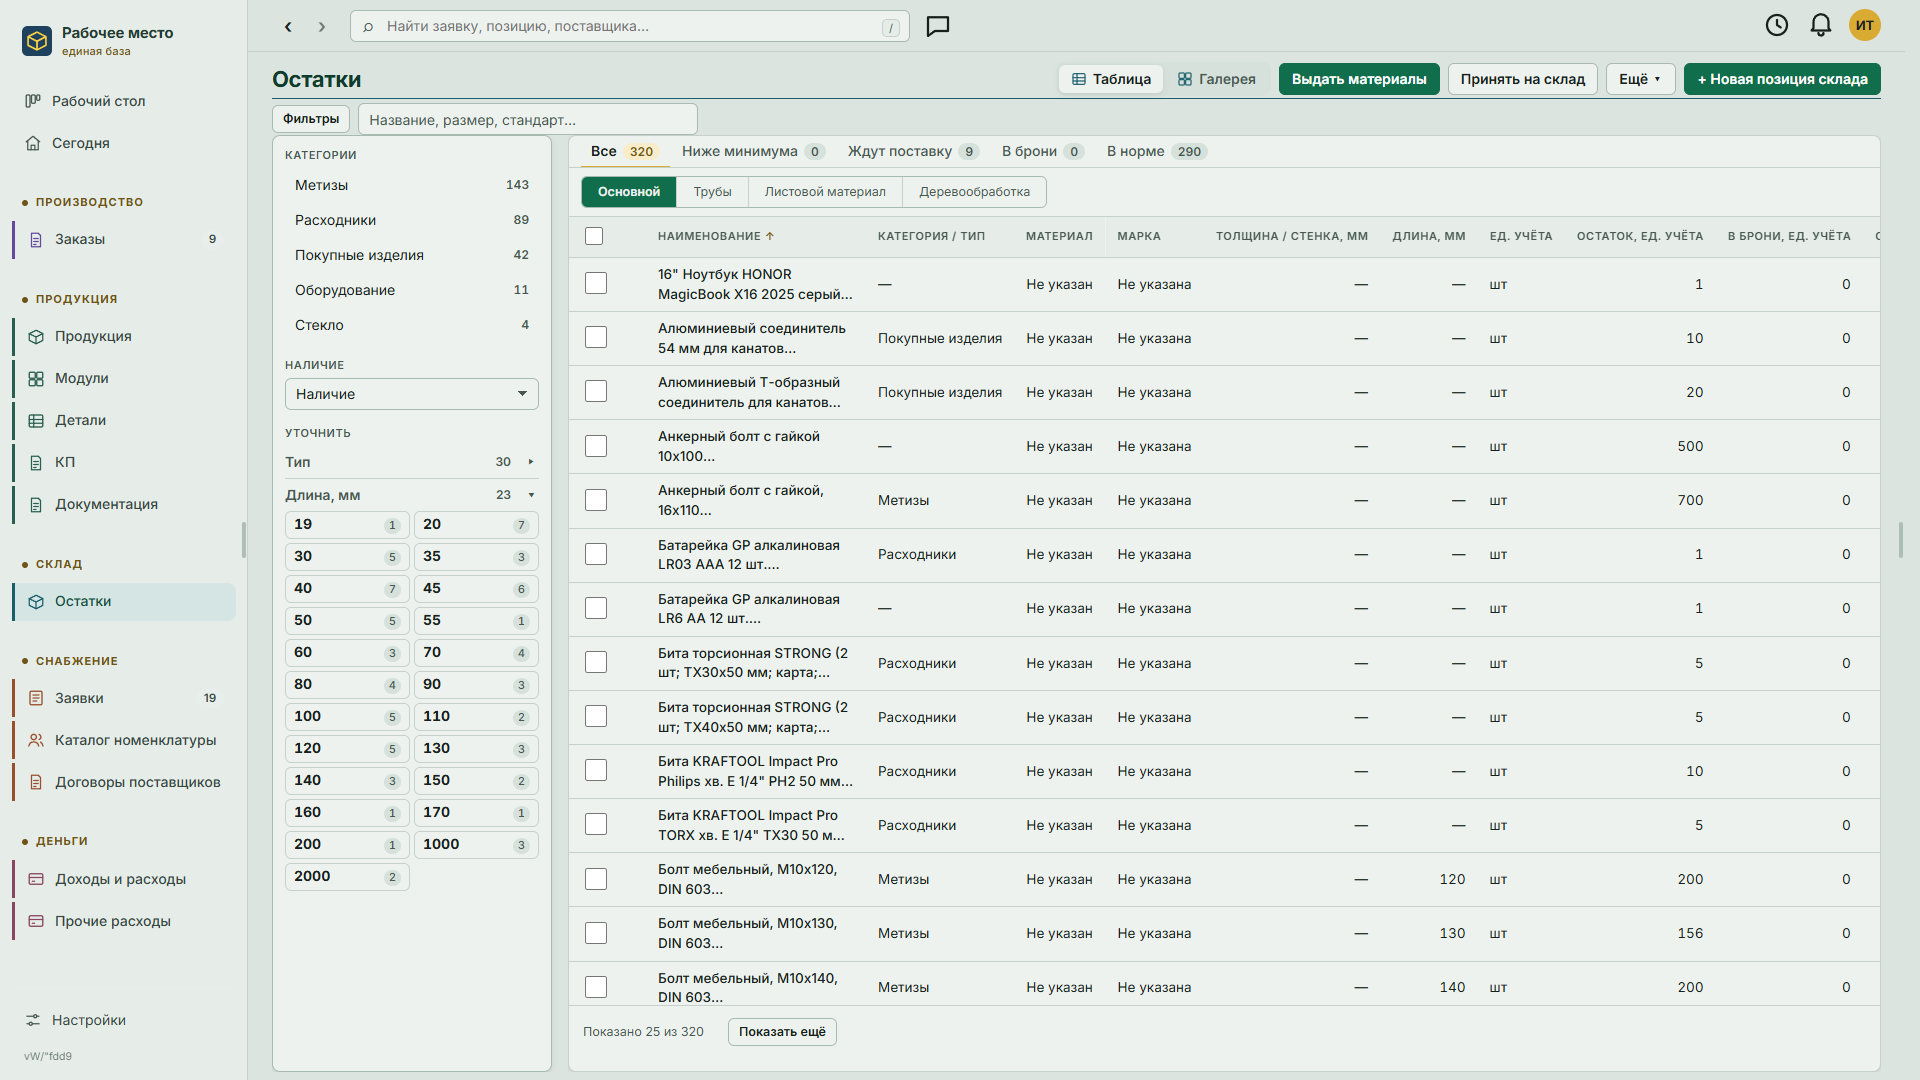 Рабочее место
единая база
Рабочий стол
Сегодня
ПРОИЗВОДСТВО
Заказы 9
ПРОДУКЦИЯ
Продукция
Модули
Детали
КП
Документация
СКЛАД
Остатки
СНАБЖЕНИЕ
Заявки 19
Каталог номенклатуры
Договоры поставщиков
ДЕНЬГИ
Доходы и расходы
Прочие расходы
Настройки
vW/"fdd9
Найти заявку, позицию, поставщика... /
ИТ
Остатки
Таблица Галерея Выдать материалы Принять на склад Ещё + Новая позиция склада
Фильтры Название, размер, стандарт...
КАТЕГОРИИ
Метизы 143
Расходники 89
Покупные изделия 42
Оборудование 11
Стекло 4
НАЛИЧИЕ
Наличие
УТОЧНИТЬ
Тип 30
Длина, мм 23
19 1 20 7
30 5 35 3
40 7 45 6
50 5 55 1
60 3 70 4
80 4 90 3
100 5 110 2
120 5 130 3
140 3 150 2
160 1 170 1
200 1 1000 3
2000 2
Все 320 Ниже минимума 0 Ждут поставку 9 В брони 0 В норме 290
Основной Трубы Листовой материал Деревообработка
НАИМЕНОВАНИЕ ↑ КАТЕГОРИЯ / ТИП МАТЕРИАЛ МАРКА ТОЛЩИНА / СТЕНКА, ММ ДЛИНА, ММ ЕД. УЧЁТА ОСТАТОК, ЕД. УЧЁТА В БРОНИ, ЕД. УЧЁТА
16" Ноутбук HONOR
MagicBook X16 2025 серый... — Не указан Не указана — — шт 1 0
Алюминиевый соединитель
54 мм для канатов... Покупные изделия Не указан Не указана — — шт 10 0
Алюминиевый Т-образный
соединитель для канатов... Покупные изделия Не указан Не указана — — шт 20 0
Анкерный болт с гайкой
10х100... — Не указан Не указана — — шт 500 0
Анкерный болт с гайкой,
16х110... Метизы Не указан Не указана — — шт 700 0
Батарейка GP алкалиновая
LR03 AAA 12 шт.... Расходники Не указан Не указана — — шт 1 0
Батарейка GP алкалиновая
LR6 AA 12 шт.... — Не указан Не указана — — шт 1 0
Бита торсионная STRONG (2
шт; TX30x50 мм; карта;... Расходники Не указан Не указана — — шт 5 0
Бита торсионная STRONG (2
шт; TX40x50 мм; карта;... Расходники Не указан Не указана — — шт 5 0
Бита KRAFTOOL Impact Pro
Philips хв. E 1/4" PH2 50 мм... Расходники Не указан Не указана — — шт 10 0
Бита KRAFTOOL Impact Pro
TORX хв. E 1/4" TX30 50 м... Расходники Не указан Не указана — — шт 5 0
Болт мебельный, М10х120,
DIN 603... Метизы Не указан Не указана — 120 шт 200 0
Болт мебельный, М10х130,
DIN 603... Метизы Не указан Не указана — 130 шт 156 0
Болт мебельный, М10х140,
DIN 603... Метизы Не указан Не указана — 140 шт 200 0
Показано 25 из 320 Показать ещё